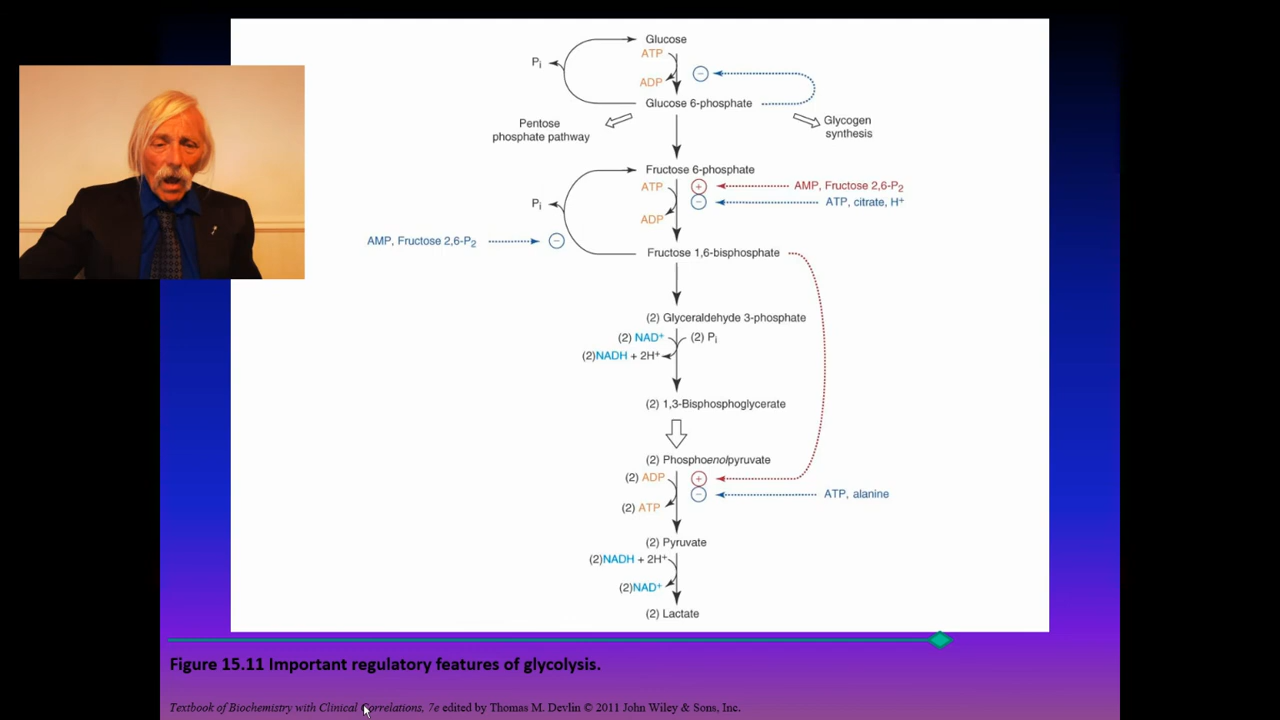 Glucose
ATP
Pi
ADP
Glucose 6-phosphate
Pentose
phosphate pathway
Glycogen
synthesis
Fructose 6-phosphate
ATP
AMP, Fructose 2,6-P2
ATP, citrate, H+
Pi
ADP
AMP, Fructose 2,6-P2
Fructose 1,6-bisphosphate
(2) Glyceraldehyde 3-phosphate
(2) NAD+ (2) Pi
(2)NADH + 2H+
(2) 1,3-Bisphosphoglycerate
(2) Phosphoenolpyruvate
(2) ADP
ATP, alanine
(2) ATP
(2) Pyruvate
(2)NADH + 2H+
(2)NAD+
(2) Lactate
Figure 15.11 Important regulatory features of glycolysis.
Textbook of Biochemistry with Clinical Correlations, 7e edited by Thomas M. Devlin © 2011 John Wiley & Sons, Inc.